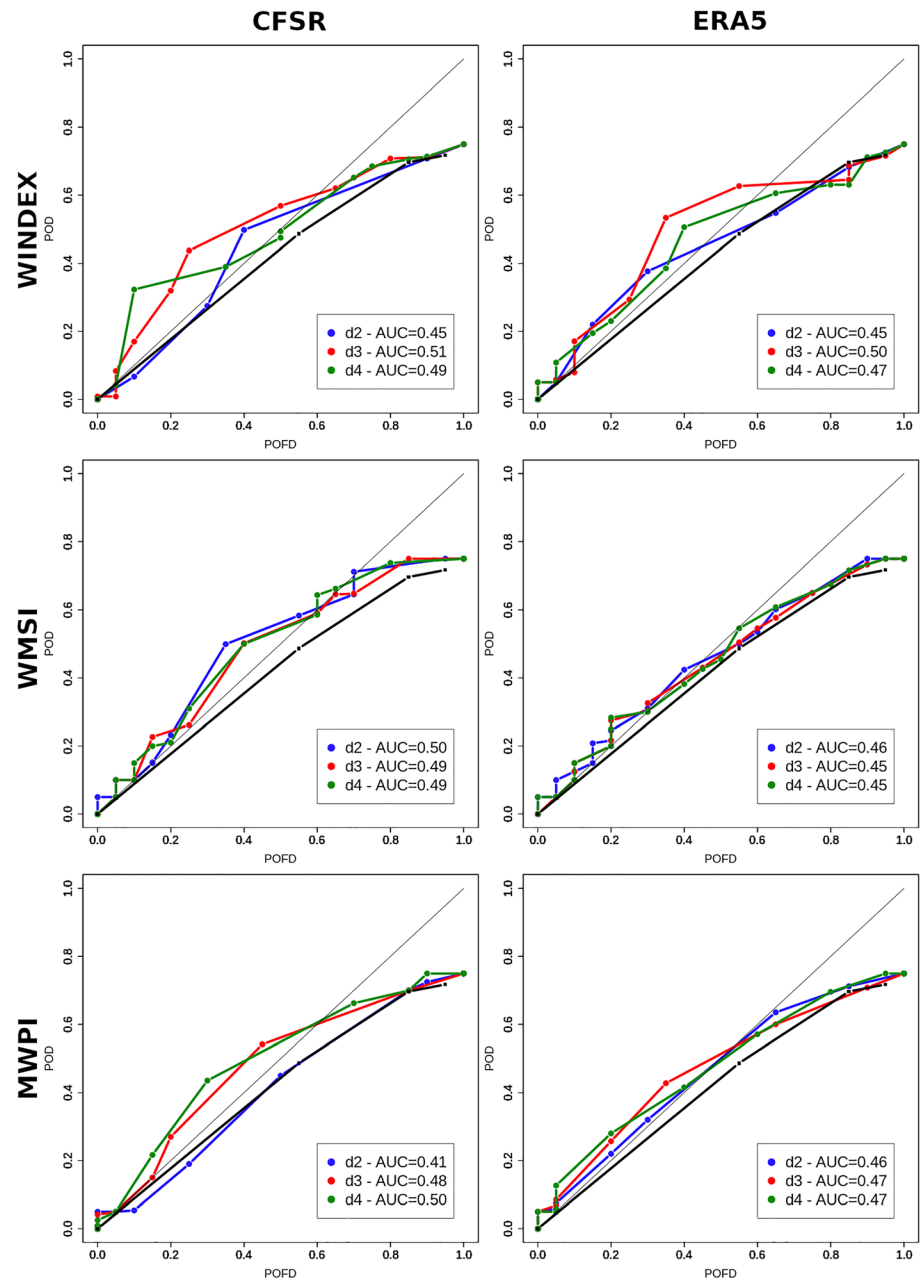 CFSR
ERA5
WINDEX
POD
1.0
0.8
0.6
0.4
0.2
0.0
d2 - AUC=0.45
d3 - AUC=0.51
d4 - AUC=0.49
0.0 0.2 0.4 0.6 0.8 1.0
POFD
POD
1.0
0.8
0.6
0.4
0.2
0.0
d2 - AUC=0.45
d3 - AUC=0.50
d4 - AUC=0.47
0.0 0.2 0.4 0.6 0.8 1.0
POFD
WMSI
POD
1.0
0.8
0.6
0.4
0.2
0.0
d2 - AUC=0.50
d3 - AUC=0.49
d4 - AUC=0.49
0.0 0.2 0.4 0.6 0.8 1.0
POFD
POD
1.0
0.8
0.6
0.4
0.2
0.0
d2 - AUC=0.46
d3 - AUC=0.45
d4 - AUC=0.45
0.0 0.2 0.4 0.6 0.8 1.0
POFD
MWPI
POD
1.0
0.8
0.6
0.4
0.2
0.0
d2 - AUC=0.41
d3 - AUC=0.48
d4 - AUC=0.50
0.0 0.2 0.4 0.6 0.8 1.0
POFD
POD
1.0
0.8
0.6
0.4
0.2
0.0
d2 - AUC=0.46
d3 - AUC=0.47
d4 - AUC=0.47
0.0 0.2 0.4 0.6 0.8 1.0
POFD